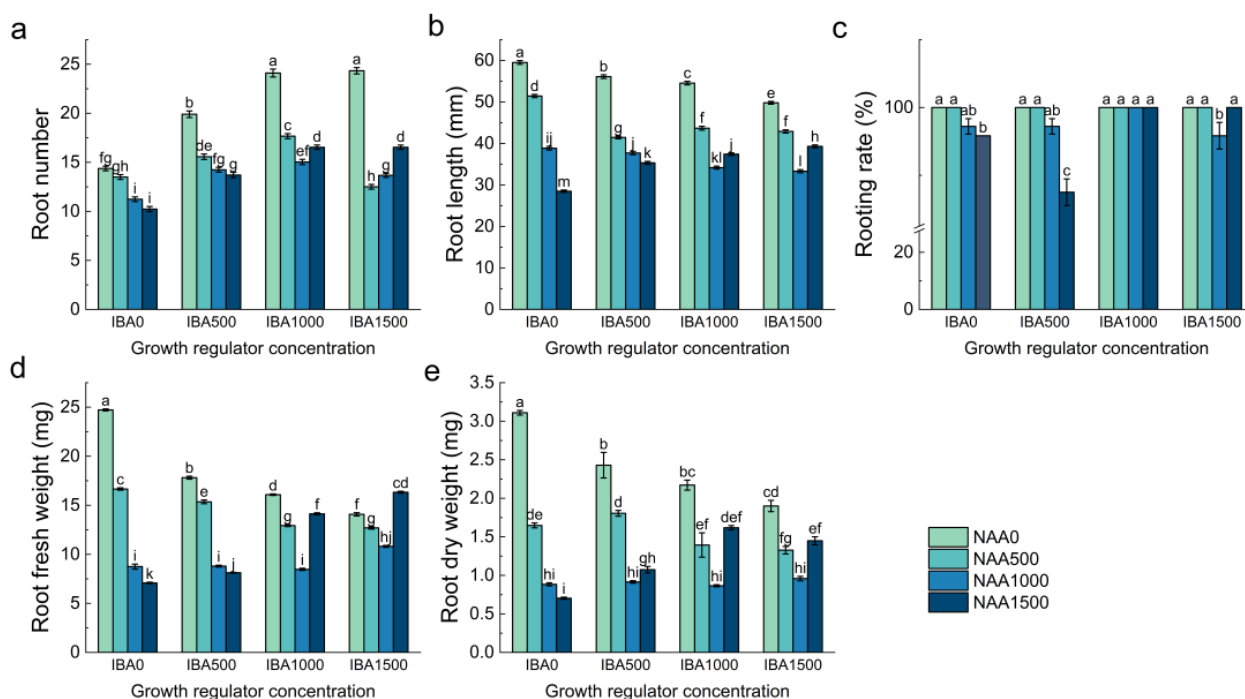 a
Root number
25
20
15
10
5
0
a
a
b
c
d
d
de
ef
fg
fg
fg
gh
g
h
i
i
IBA0 IBA500 IBA1000 IBA1500
Growth regulator concentration
b
Root length (mm)
60
50
40
30
20
10
0
a
b
c
d
e
f
f
g
h
j
j
k
kl
l
m
IBA0 IBA500 IBA1000 IBA1500
Growth regulator concentration
c
Rooting rate (%)
100
20
0
a a ab b
a a ab c
a a a a
a a b a
IBA0 IBA500 IBA1000 IBA1500
Growth regulator concentration
d
Root fresh weight (mg)
25
20
15
10
5
0
a c i k
b e i j
d g i f
f g hj cd
IBA0 IBA500 IBA1000 IBA1500
Growth regulator concentration
e
Root dry weight (mg)
3.5
3.0
2.5
2.0
1.5
1.0
0.5
0.0
a de hi i
b d hi gh
bc ef hi def
cd fg hi ef
IBA0 IBA500 IBA1000 IBA1500
Growth regulator concentration
NAA0
NAA500
NAA1000
NAA1500